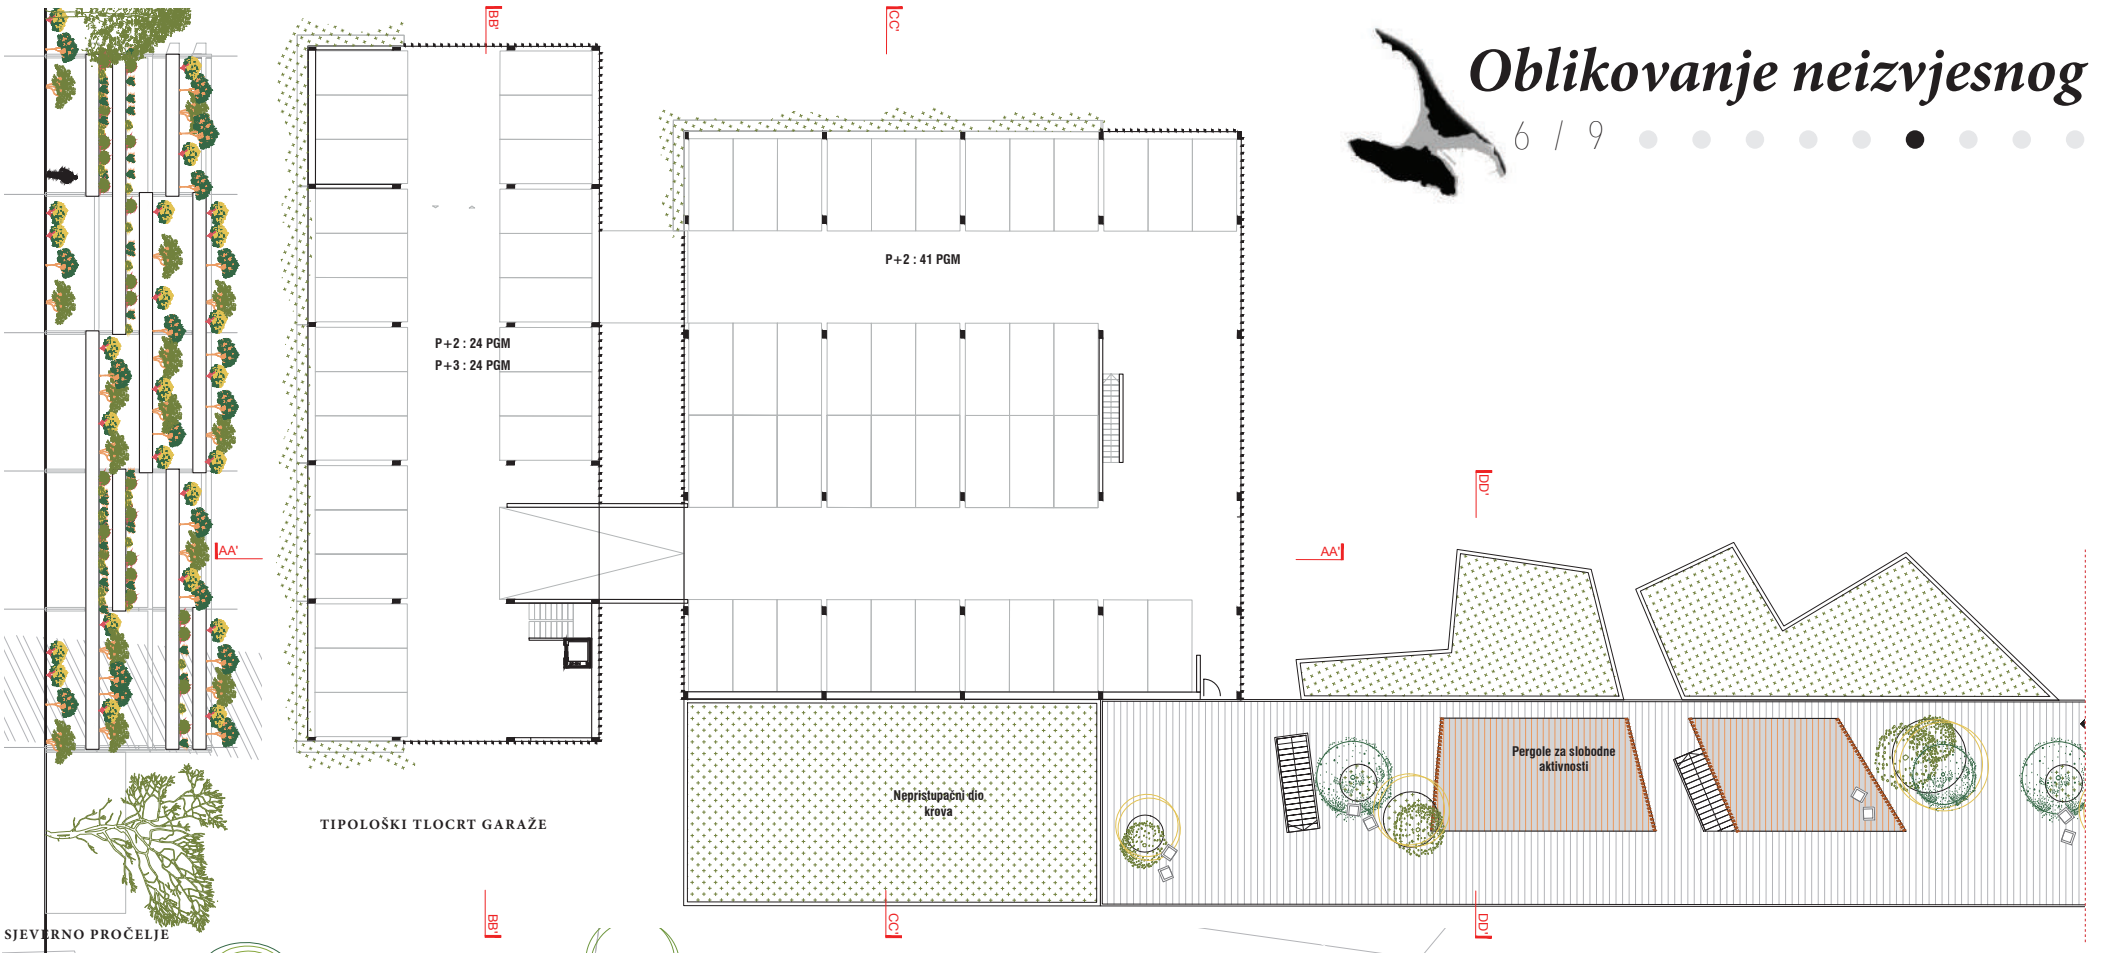 BB'
CC'
Oblikovanje neizvjesnog
6 / 9
P+2 : 41 PGM
P+2 : 24 PGM
P+3 : 24 PGM
DD'
AA'
AA'
Pergole za slobodne
aktivnosti
Nepristupačni dio
krova
TIPOLOŠKI TLOCRT GARAŽE
BB'
CC'
DD'
SJEVERNO PROČELJE